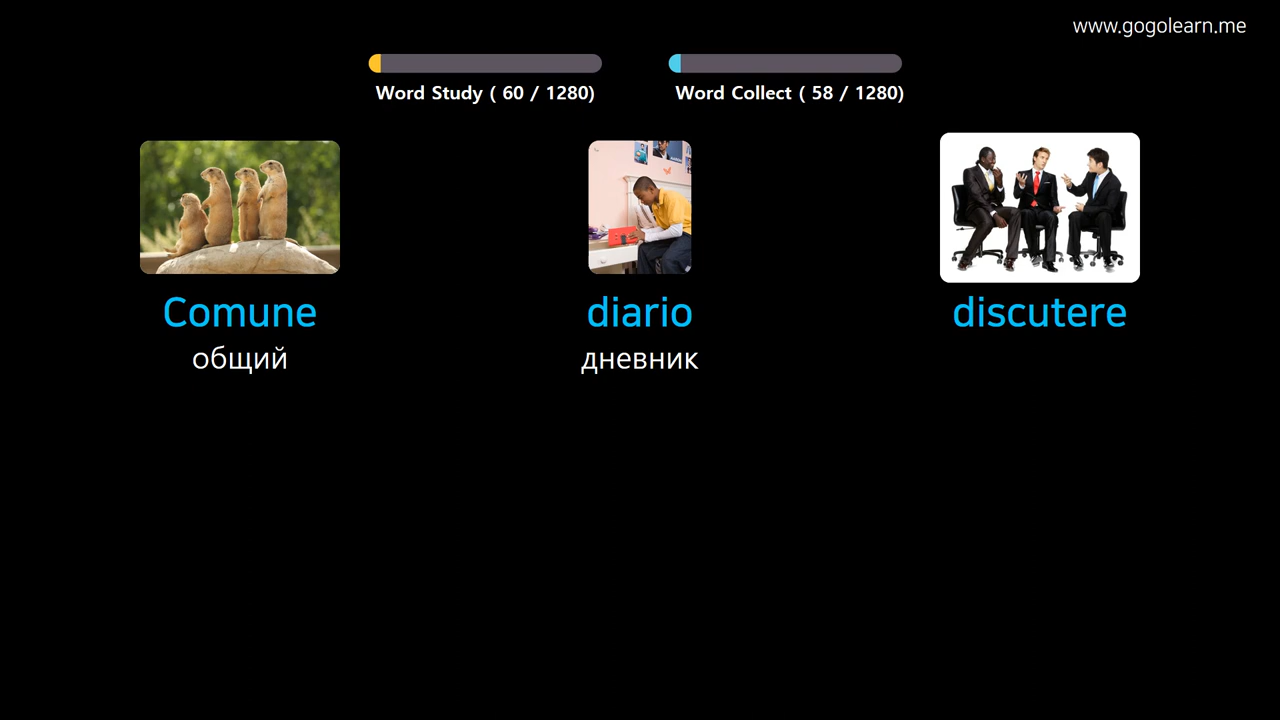 www.gogolearn.me
Word Study ( 60 / 1280)
Word Collect ( 58 / 1280)
Comune
diario
discutere
общий
дневник